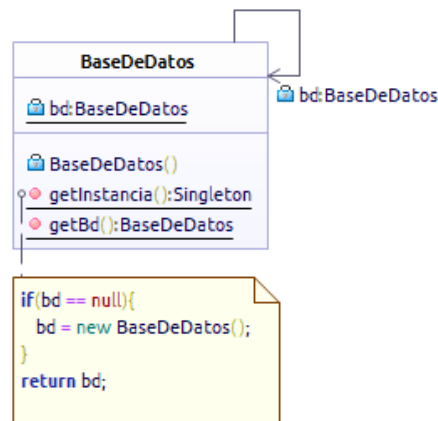 BaseDeDatos
bd:BaseDeDatos
bd:BaseDeDatos
BaseDeDatos()
getInstancia():Singleton
getBd():BaseDeDatos
if(bd == null){
bd = new BaseDeDatos();
}
return bd;